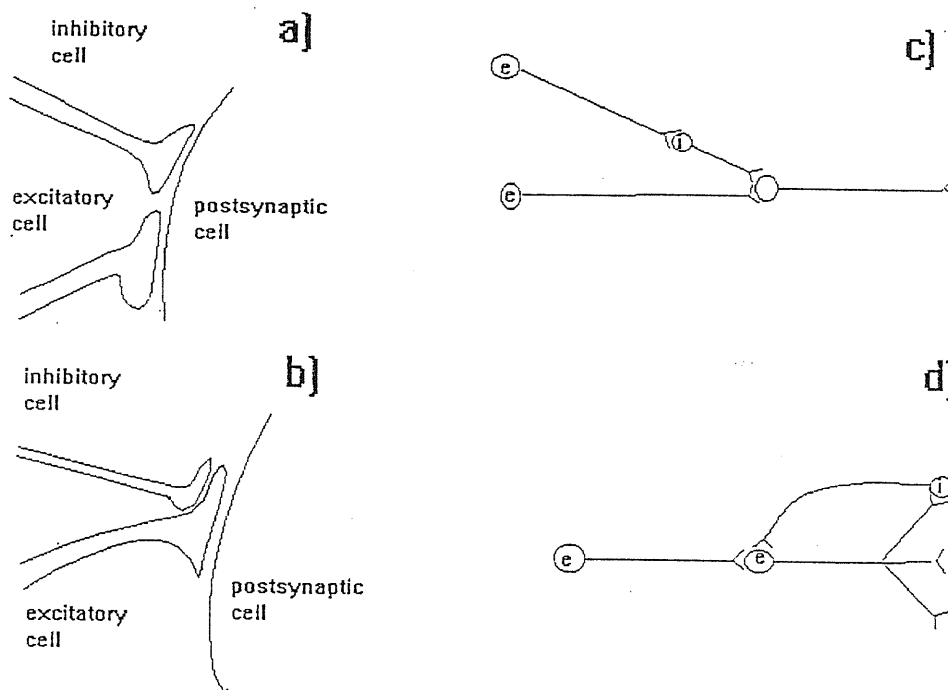 inhibitory
cell
a]
excitatory
cell
postsynaptic
cell
c]
e
i
e
inhibitory
cell
b]
excitatory
cell
postsynaptic
cell
d]
i
e
e